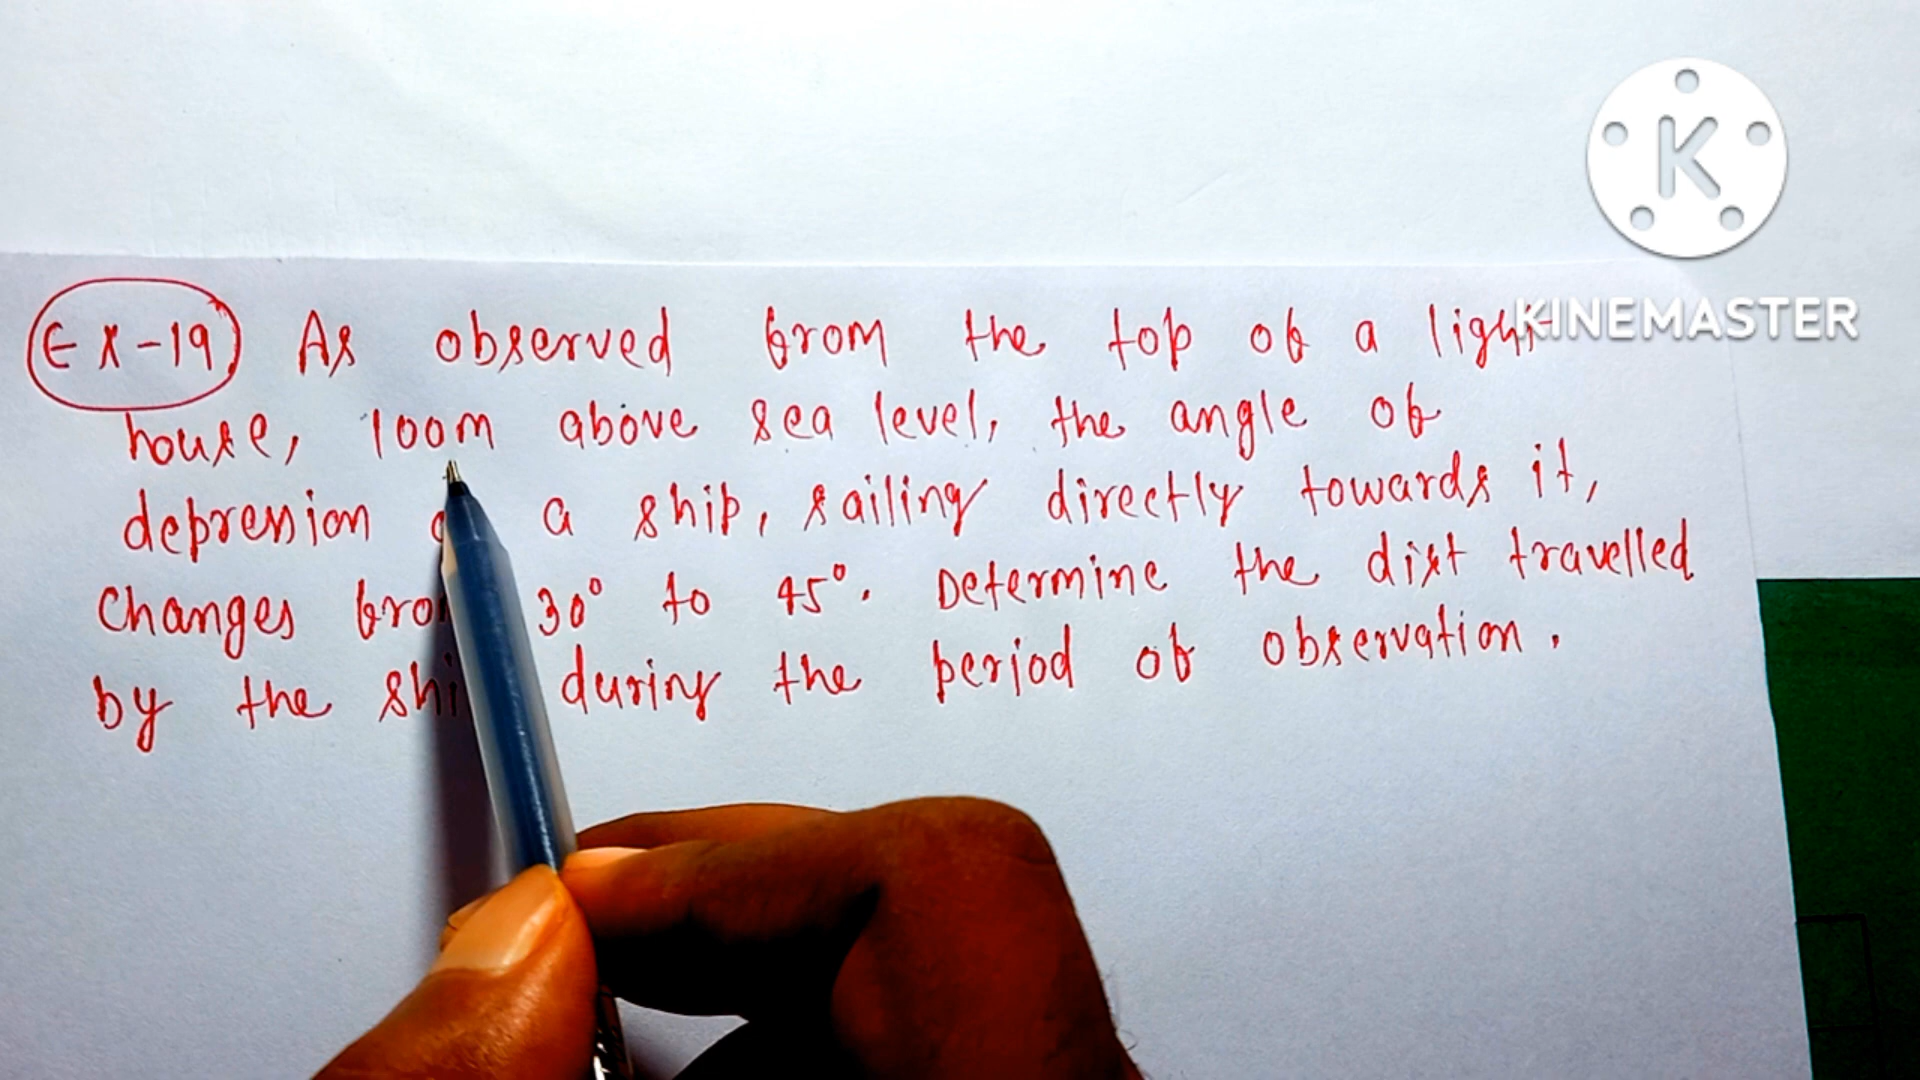 K
KINEMASTER
EX-19 As observed from the top of a light-
house, 100m above sea level, the angle of
depression a ship, sailing directly towards it,
changes 30° to 45°. Determine the dist travelled
by the during the period of observation.